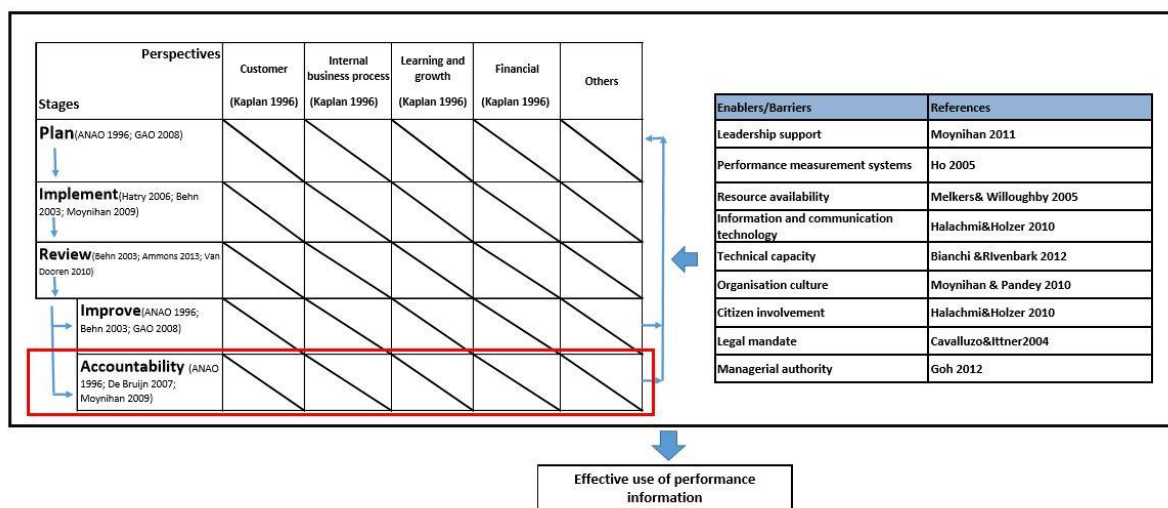 Perspectives
Customer
(Kaplan 1996)
Internal
business process
(Kaplan 1996)
Learning and
growth
(Kaplan 1996)
Financial
(Kaplan 1996)
Others
Stages
Plan(ANAO 1996; GAO 2008)
Implement(Hatry 2006; Behn
2003; Moynihan 2009)
Review(Behn 2003; Ammons 2013; Van
Dooren 2010)
Improve(ANAO 1996;
Behn 2003; GAO 2008)
Accountability (ANAO
1996; De Bruijn 2007;
Moynihan 2009)
Enablers/Barriers References
Leadership support Moynihan 2011
Performance measurement systems Ho 2005
Resource availability Melkers& Willoughby 2005
Information and communication
technology Halachmi&Holzer 2010
Technical capacity Bianchi &RIvenbark 2012
Organisation culture Moynihan & Pandey 2010
Citizen involvement Halachmi&Holzer 2010
Legal mandate Cavalluzo&Ittner2004
Managerial authority Goh 2012
Effective use of performance
information